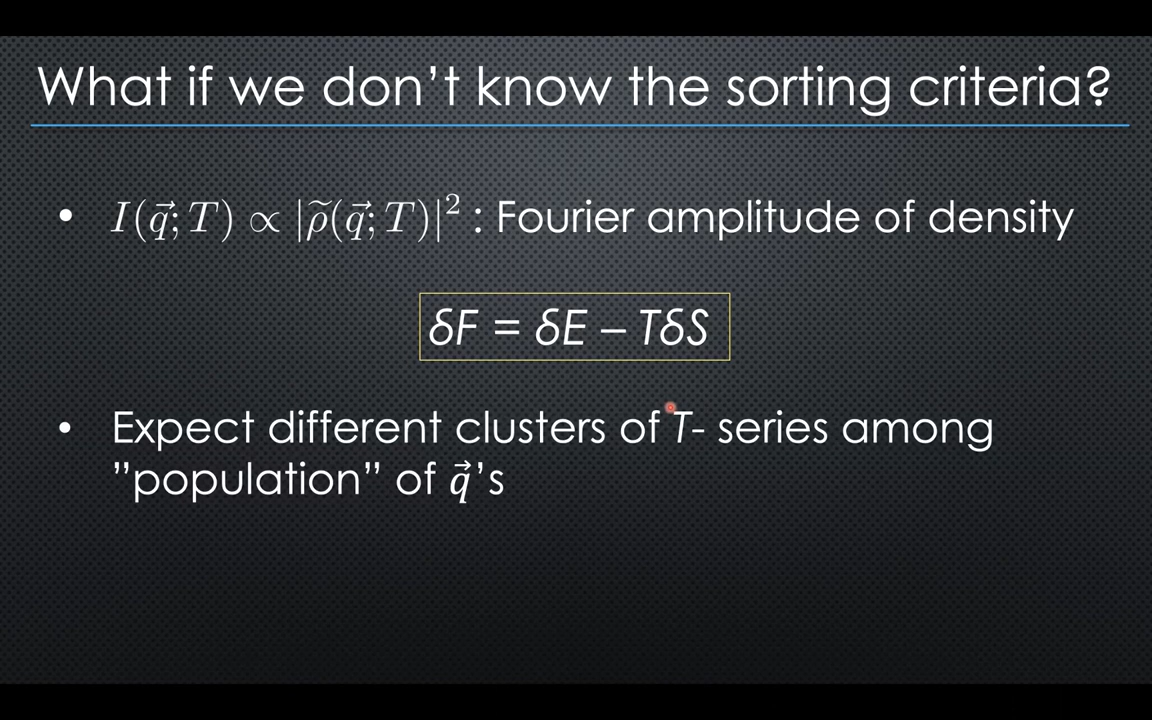 What if we don’t know the sorting criteria?
• I(q⃗; T) ∝ |ρ̃(q⃗; T)|² : Fourier amplitude of density
δF = δE – TδS
• Expect different clusters of T- series among
”population” of q⃗’s